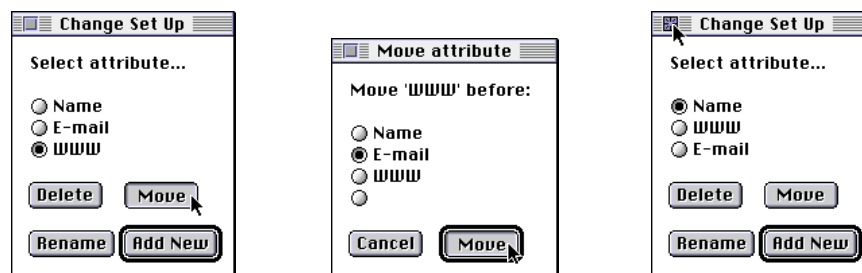 Change Set Up
Select attribute...
Name
E-mail
WWW
Delete
Move
Rename
Add New
Move attribute
Move 'WWW' before:
Name
E-mail
WWW
Cancel
Move
Change Set Up
Select attribute...
Name
WWW
E-mail
Delete
Move
Rename
Add New